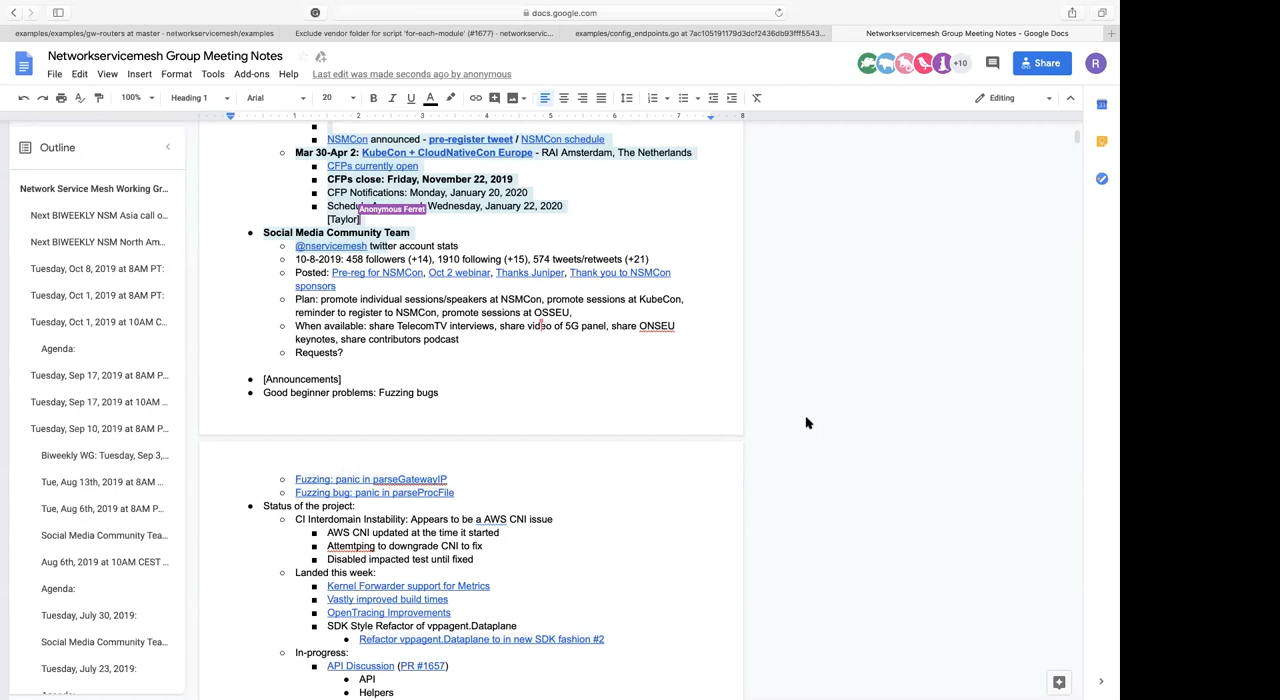 docs.google.com
examples/examples/gw-routers at master · networkservicemesh/examples
Exclude vendor folder for script 'for-each-module' (#1677) · networkservic...
examples/config_endpoints.go at 7ac105191179d3dcf2436db93fff5543...
Networkservicemesh Group Meeting Notes - Google Docs
Networkservicemesh Group Meeting Notes
File Edit View Insert Format Tools Add-ons Help Last edit was made seconds ago by anonymous
+10
Share
R
100% Heading 1 Arial 20 B I U A Editing
1 2 3 4 5 6 7 8
Outline
Network Service Mesh Working Gr...
Next BIWEEKLY NSM Asia call o...
Next BIWEEKLY NSM North Am...
Tuesday, Oct 8, 2019 at 8AM PT:
Tuesday, Oct 1, 2019 at 8AM PT:
Tuesday, Oct 1, 2019 at 10AM C...
Agenda:
Tuesday, Sep 17, 2019 at 8AM P...
Tuesday, Sep 17, 2019 at 10AM ...
Tuesday, Sep 10, 2019 at 8AM P...
Biweekly WG: Tuesday, Sep 3,...
Tue, Aug 13th, 2019 at 8AM ...
Tue, Aug 6th, 2019 at 8AM PT...
Social Media Community Tea...
Aug 6th, 2019 at 10AM CEST ...
Agenda:
Tuesday, July 30, 2019:
Social Media Community Tea...
Tuesday, July 23, 2019:
NSMCon announced - pre-register tweet / NSMCon schedule
Mar 30-Apr 2: KubeCon + CloudNativeCon Europe - RAI Amsterdam, The Netherlands
CFPs currently open
CFPs close: Friday, November 22, 2019
CFP Notifications: Monday, January 20, 2020
Wednesday, January 22, 2020
Anonymous Ferret
[Taylor]
Social Media Community Team
@nservicemesh twitter account stats
10-8-2019: 458 followers (+14), 1910 following (+15), 574 tweets/retweets (+21)
Posted: Pre-reg for NSMCon, Oct 2 webinar, Thanks Juniper, Thank you to NSMCon
sponsors
Plan: promote individual sessions/speakers at NSMCon, promote sessions at KubeCon,
reminder to register to NSMCon, promote sessions at OSSEU,
When available: share TelecomTV interviews, share video of 5G panel, share ONSEU
keynotes, share contributors podcast
Requests?
[Announcements]
Good beginner problems: Fuzzing bugs
Fuzzing: panic in parseGatewayIP
Fuzzing bug: panic in parseProcFile
Status of the project:
CI Interdomain Instability: Appears to be a AWS CNI issue
AWS CNI updated at the time it started
Attemtping to downgrade CNI to fix
Disabled impacted test until fixed
Landed this week:
Kernel Forwarder support for Metrics
Vastly improved build times
OpenTracing Improvements
SDK Style Refactor of vppagent.Dataplane
Refactor vppagent.Dataplane to in new SDK fashion #2
In-progress:
API Discussion (PR #1657)
API
Helpers